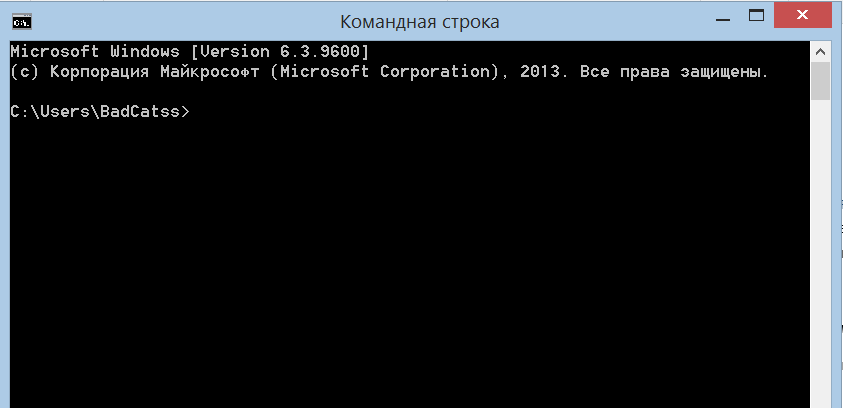 Командная строка
Microsoft Windows [Version 6.3.9600]
(c) Корпорация Майкрософт (Microsoft Corporation), 2013. Все права защищены.
C:\Users\BadCatss>